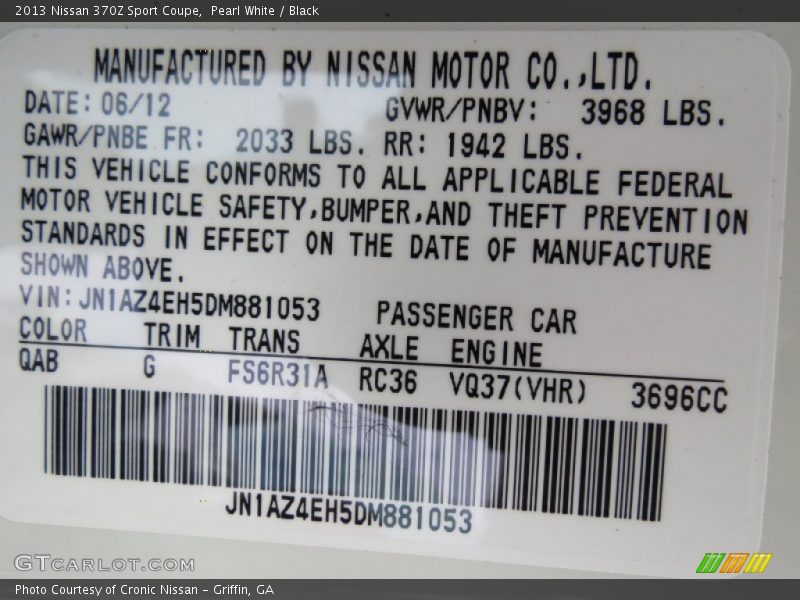 2013 Nissan 370Z Sport Coupe,  Pearl White / Black
MANUFACTURED BY NISSAN MOTOR CO.,LTD.
DATE: 06/12 GVWR/PNBV: 3968 LBS.
GAWR/PNBE FR: 2033 LBS. RR: 1942 LBS.
THIS VEHICLE CONFORMS TO ALL APPLICABLE FEDERAL
MOTOR VEHICLE SAFETY,BUMPER,AND THEFT PREVENTION
STANDARDS IN EFFECT ON THE DATE OF MANUFACTURE
SHOWN ABOVE.
VIN: JN1AZ4EH5DM881053 PASSENGER CAR
COLOR TRIM TRANS AXLE ENGINE
QAB G FS6R31A RC36 VQ37(VHR) 3696CC
JN1AZ4EH5DM881053
GTCARLOT.COM
Photo Courtesy of Cronic Nissan - Griffin, GA